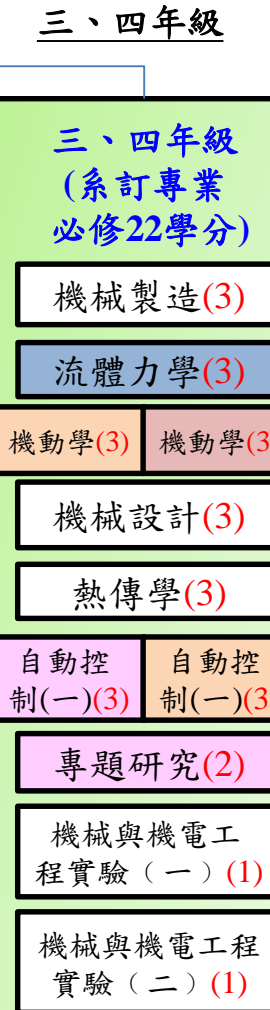 三、四年級
三、四年級
(系訂專業
必修22學分)
機械製造(3)
流體力學(3)
機動學(3)
機動學(3
機械設計(3)
熱傳學(3)
自動控
制(一)(3)
自動控
制(一)(3
專題研究(2)
機械與機電工
程實驗（一）(1)
機械與機電工程
實驗（二）(1)